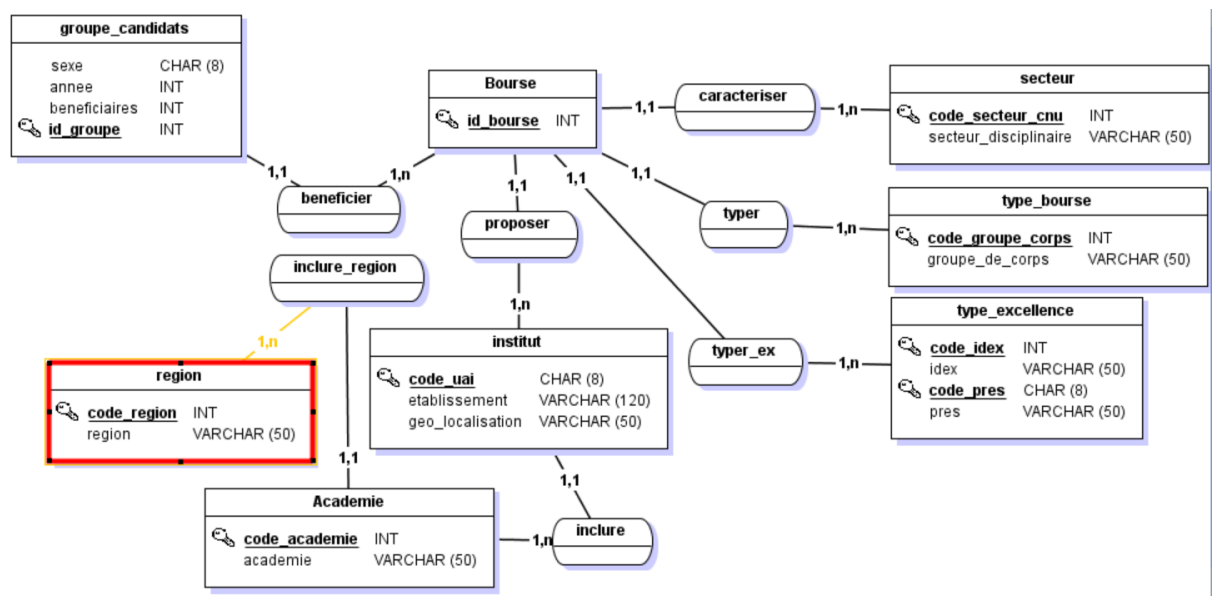 groupe_candidats
sexe CHAR (8)
annee INT
beneficiaires INT
id_groupe INT
Bourse
id_bourse INT
1,1
caracteriser
1,n
secteur
code_secteur_cnu INT
secteur_disciplinaire VARCHAR (50)
1,1
beneficier
1,n
1,1
proposer
1,n
1,1
typer
1,n
type_bourse
code_groupe_corps INT
groupe_de_corps VARCHAR (50)
1,1
typer_ex
1,n
type_excellence
code_idex INT
idex VARCHAR (50)
code_pres CHAR (8)
pres VARCHAR (50)
inclure_region
1,n
region
code_region INT
region VARCHAR (50)
institut
code_uai CHAR (8)
etablissement VARCHAR (120)
geo_localisation VARCHAR (50)
1,1
1,1
Academie
code_academie INT
academie VARCHAR (50)
1,n
inclure